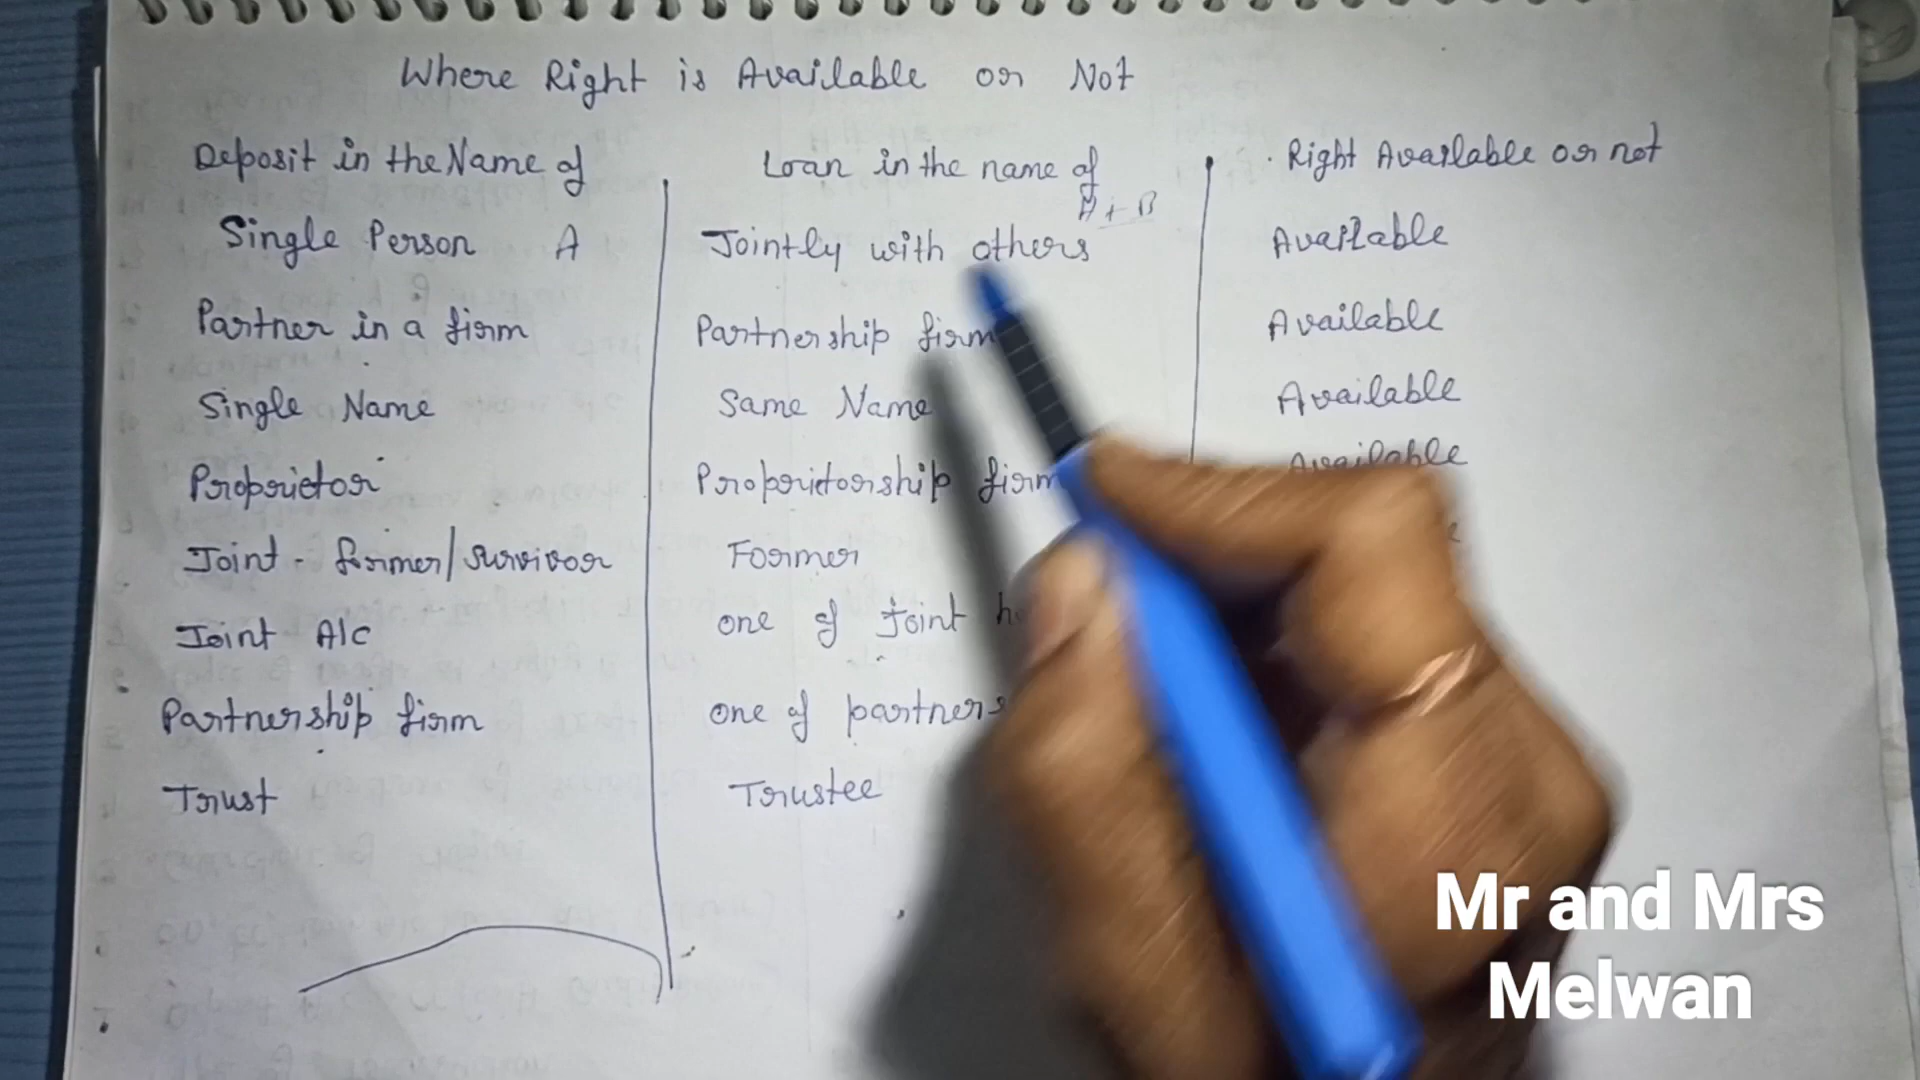 Where Right is Available or Not
Deposit in the Name of Loan in the name of Right Available or not
A + B
Single Person A Jointly with others Available
Partner in a firm Partnership firm Available
Single Name Same Name Available
Proprietor Proprietorship firm Available
Joint - former/survivor Former
Joint A/c one of Joint
Partnership firm one of partners
Trust Trustee
Mr and Mrs
Melwan